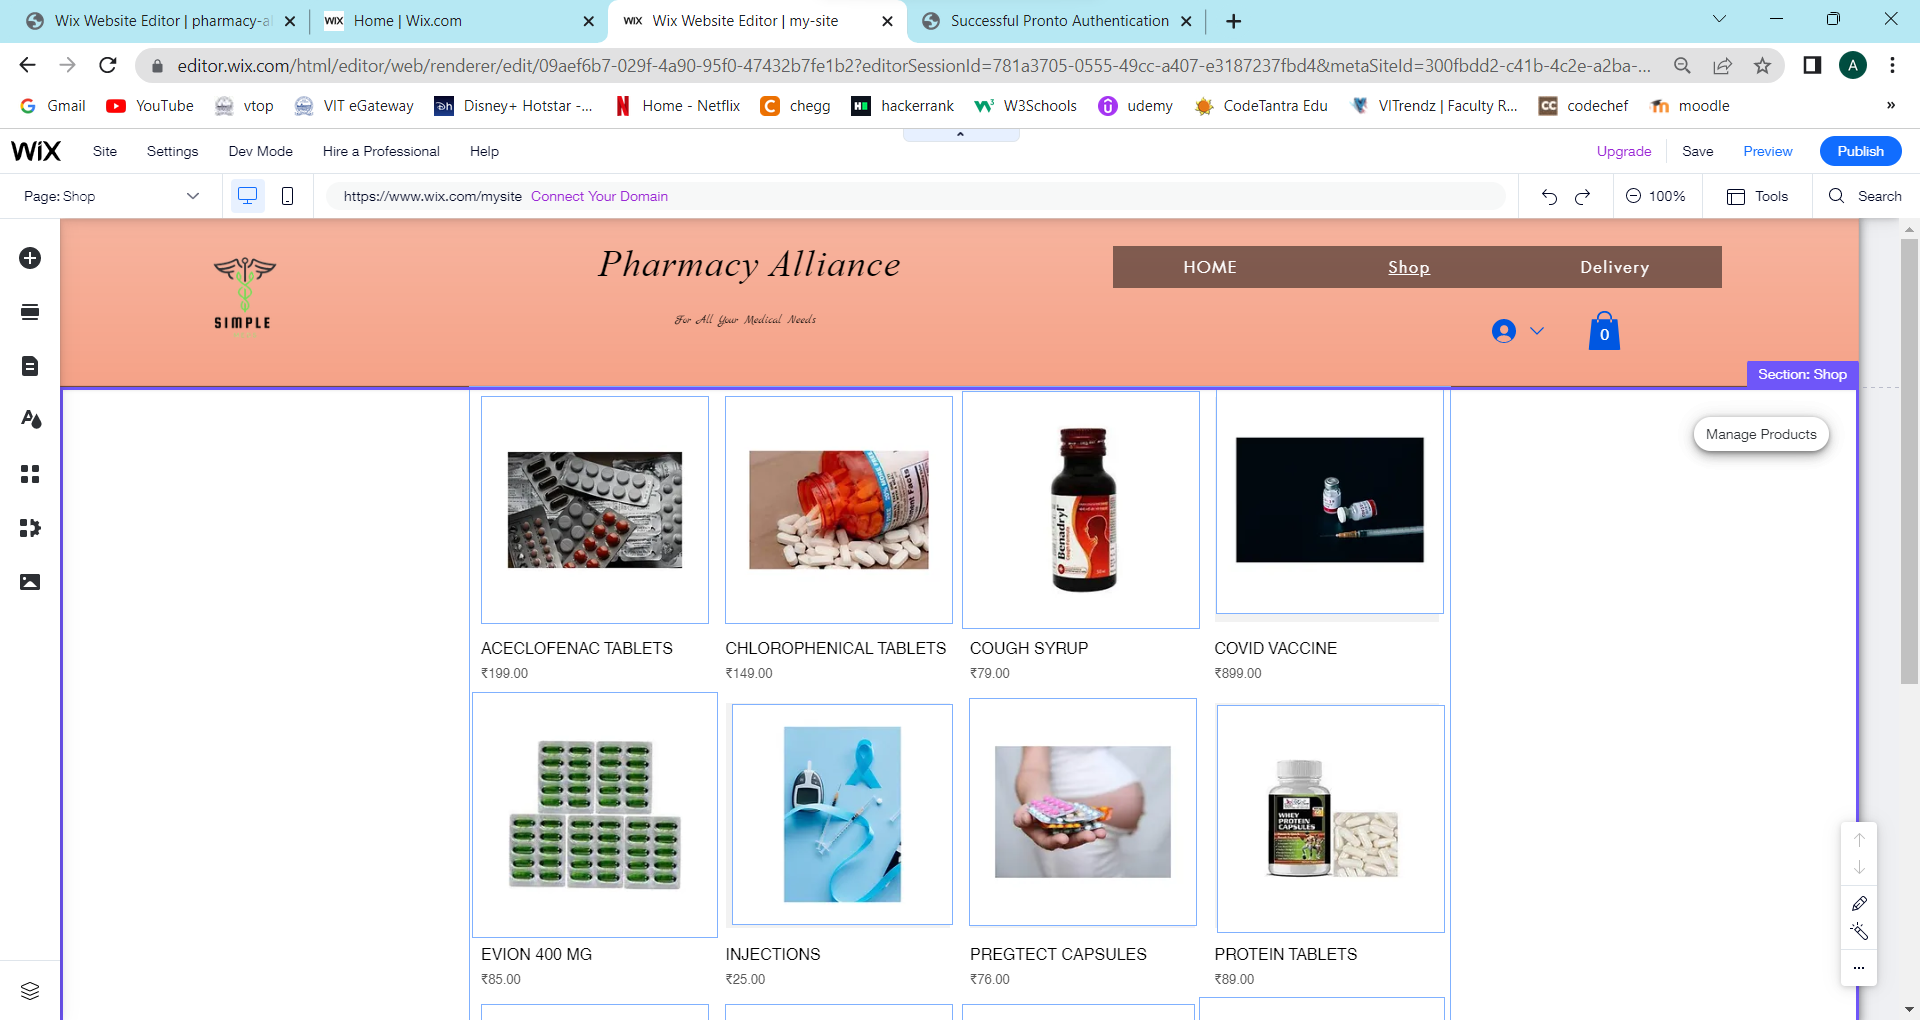 Wix Website Editor | pharmacy-al
Home | Wix.com
WIX Wix Website Editor | my-site
Successful Pronto Authentication
editor.wix.com/html/editor/web/renderer/edit/09aef6b7-029f-4a90-95f0-47432b7fe1b2?editorSessionId=781a3705-0555-49cc-a407-e3187237fbd4&metaSiteId=300fbdd2-c41b-4c2e-a2ba-...
A
Gmail YouTube vtop VIT eGateway Disney+ Hotstar -... Home - Netflix chegg hackerrank W3Schools udemy CodeTantra Edu VITrendz | Faculty R... codechef moodle »
WIX Site Settings Dev Mode Hire a Professional Help Upgrade Save Preview Publish
Page: Shop https://www.wix.com/mysite Connect Your Domain 100% Tools Search
Pharmacy Alliance
HOME Shop Delivery
SIMPLE
For All Your Medical Needs
0
Section: Shop
Manage Products
Benadryl
ACECLOFENAC TABLETS CHLOROPHENICAL TABLETS COUGH SYRUP COVID VACCINE
₹199.00 ₹149.00 ₹79.00 ₹899.00
WHEY
PROTEIN
CAPSULES
EVION 400 MG INJECTIONS PREGTECT CAPSULES PROTEIN TABLETS
₹85.00 ₹25.00 ₹76.00 ₹89.00